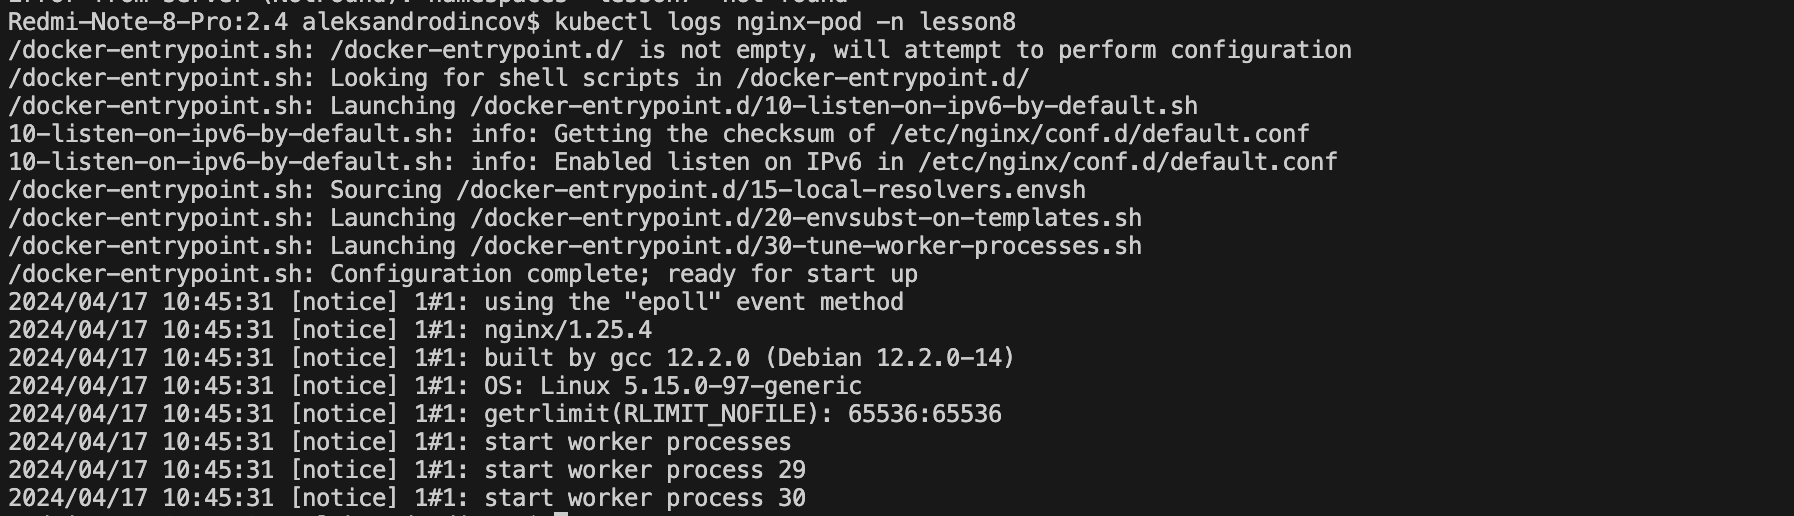 Error from server (NotFound): namespaces "lesson7" not found
Redmi-Note-8-Pro:2.4 aleksandrodincov$ kubectl logs nginx-pod -n lesson8
/docker-entrypoint.sh: /docker-entrypoint.d/ is not empty, will attempt to perform configuration
/docker-entrypoint.sh: Looking for shell scripts in /docker-entrypoint.d/
/docker-entrypoint.sh: Launching /docker-entrypoint.d/10-listen-on-ipv6-by-default.sh
10-listen-on-ipv6-by-default.sh: info: Getting the checksum of /etc/nginx/conf.d/default.conf
10-listen-on-ipv6-by-default.sh: info: Enabled listen on IPv6 in /etc/nginx/conf.d/default.conf
/docker-entrypoint.sh: Sourcing /docker-entrypoint.d/15-local-resolvers.envsh
/docker-entrypoint.sh: Launching /docker-entrypoint.d/20-envsubst-on-templates.sh
/docker-entrypoint.sh: Launching /docker-entrypoint.d/30-tune-worker-processes.sh
/docker-entrypoint.sh: Configuration complete; ready for start up
2024/04/17 10:45:31 [notice] 1#1: using the "epoll" event method
2024/04/17 10:45:31 [notice] 1#1: nginx/1.25.4
2024/04/17 10:45:31 [notice] 1#1: built by gcc 12.2.0 (Debian 12.2.0-14)
2024/04/17 10:45:31 [notice] 1#1: OS: Linux 5.15.0-97-generic
2024/04/17 10:45:31 [notice] 1#1: getrlimit(RLIMIT_NOFILE): 65536:65536
2024/04/17 10:45:31 [notice] 1#1: start worker processes
2024/04/17 10:45:31 [notice] 1#1: start worker process 29
2024/04/17 10:45:31 [notice] 1#1: start worker process 30